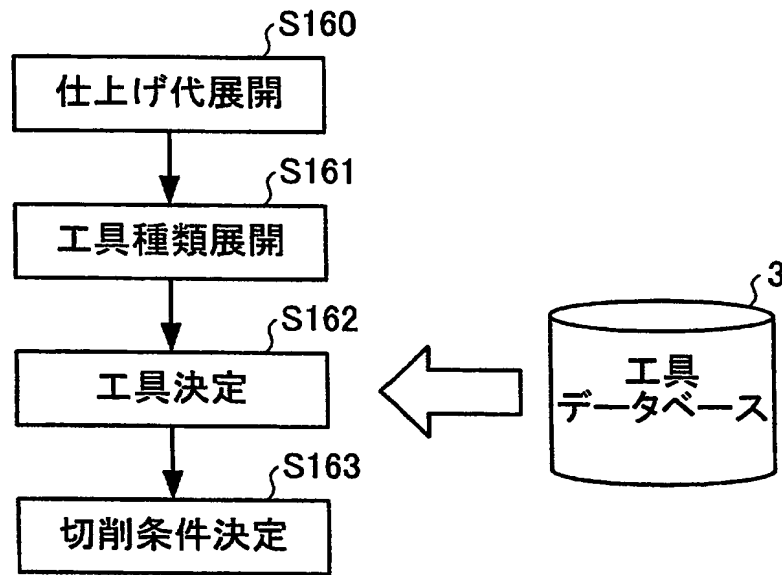 S160
仕上げ代展開
S161
工具種類展開
S162
工具決定
S163
切削条件決定
3
工具
データベース